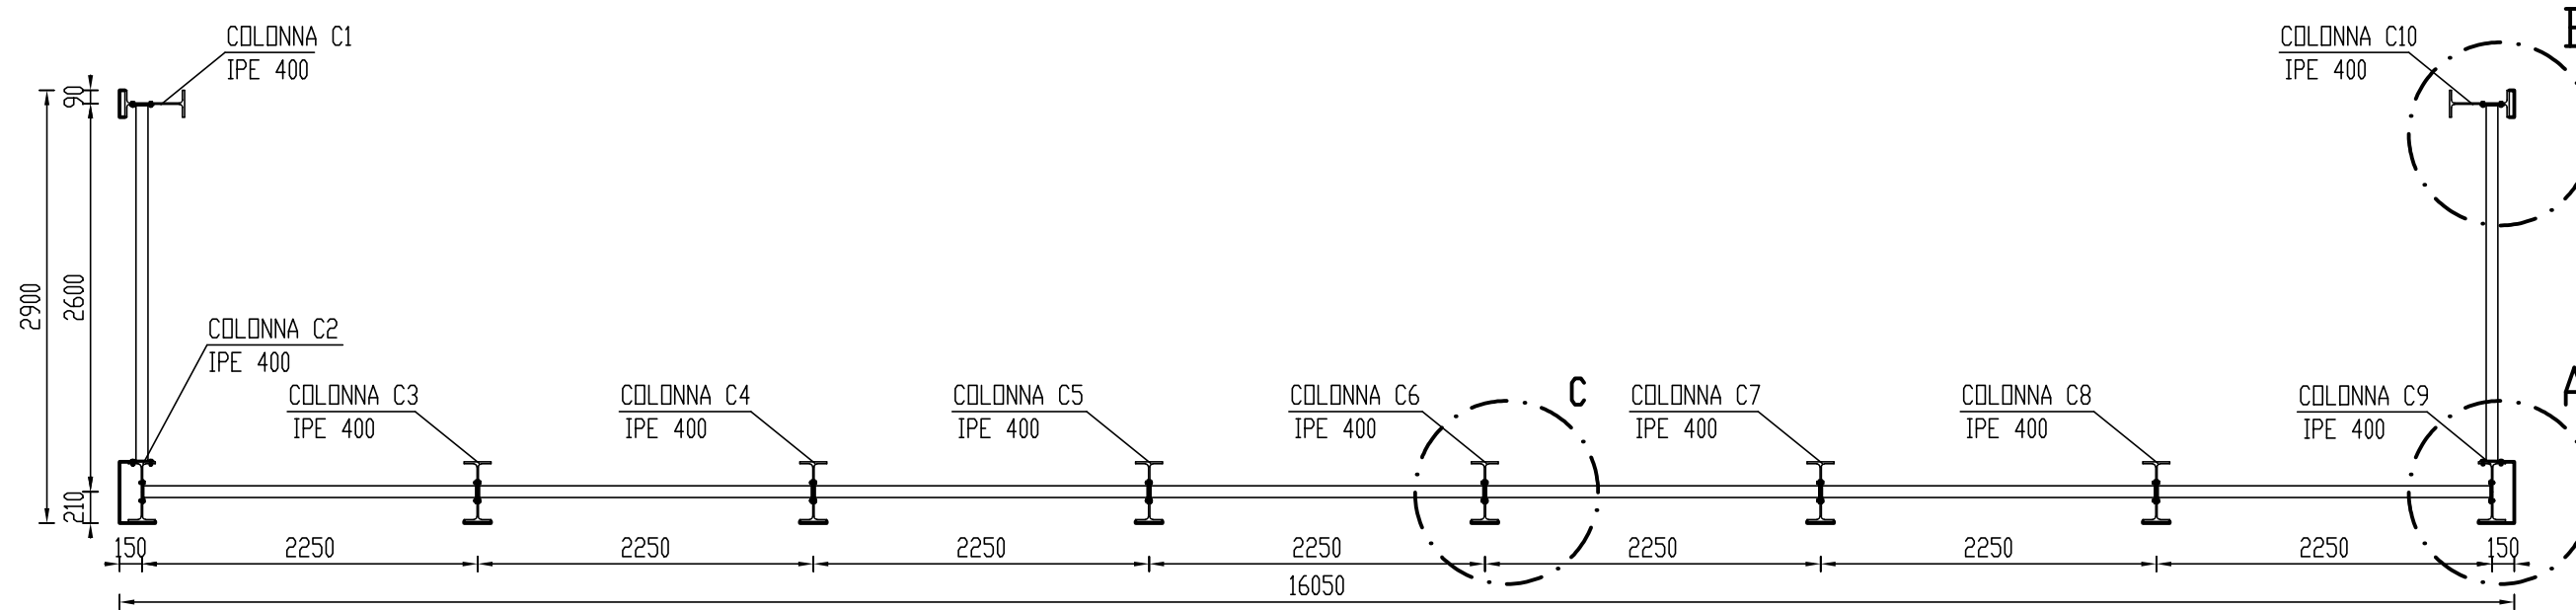 COLONNA C1
IPE 400
COLONNA C10
IPE 400
B
90
2900
2600
210
COLONNA C2
IPE 400
COLONNA C3
IPE 400
COLONNA C4
IPE 400
COLONNA C5
IPE 400
COLONNA C6
IPE 400
C
COLONNA C7
IPE 400
COLONNA C8
IPE 400
COLONNA C9
IPE 400
A
150
2250
2250
2250
2250
2250
2250
2250
150
16050